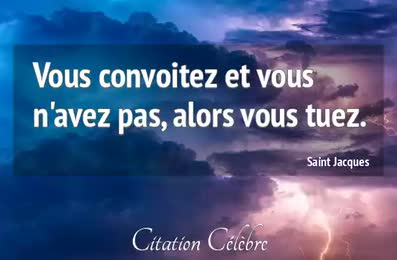 Vous convoitez et vous
n'avez pas, alors vous tuez.
Saint Jacques
Citation Célèbre